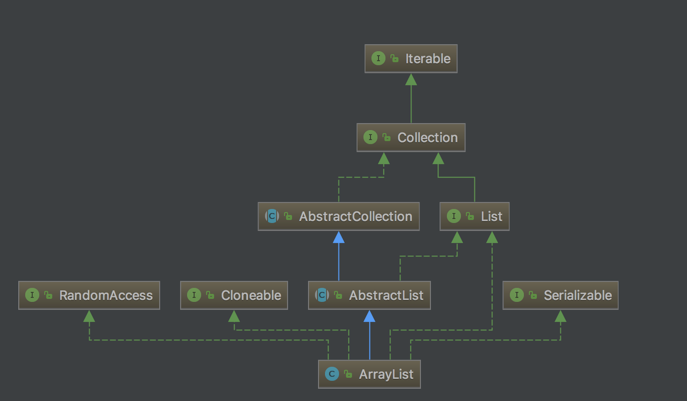 Iterable
Collection
AbstractCollection
List
RandomAccess
Cloneable
AbstractList
Serializable
ArrayList